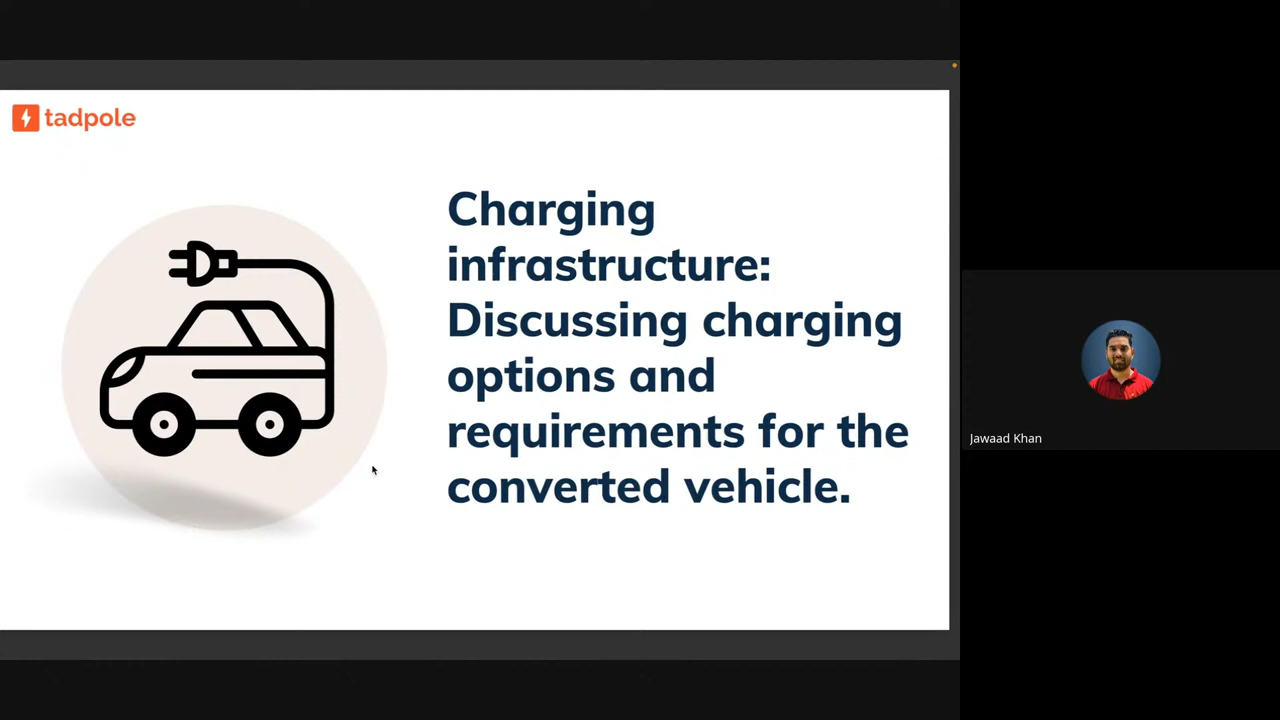 tadpole
Charging
infrastructure:
Discussing charging
options and
requirements for the
converted vehicle.
Jawaad Khan